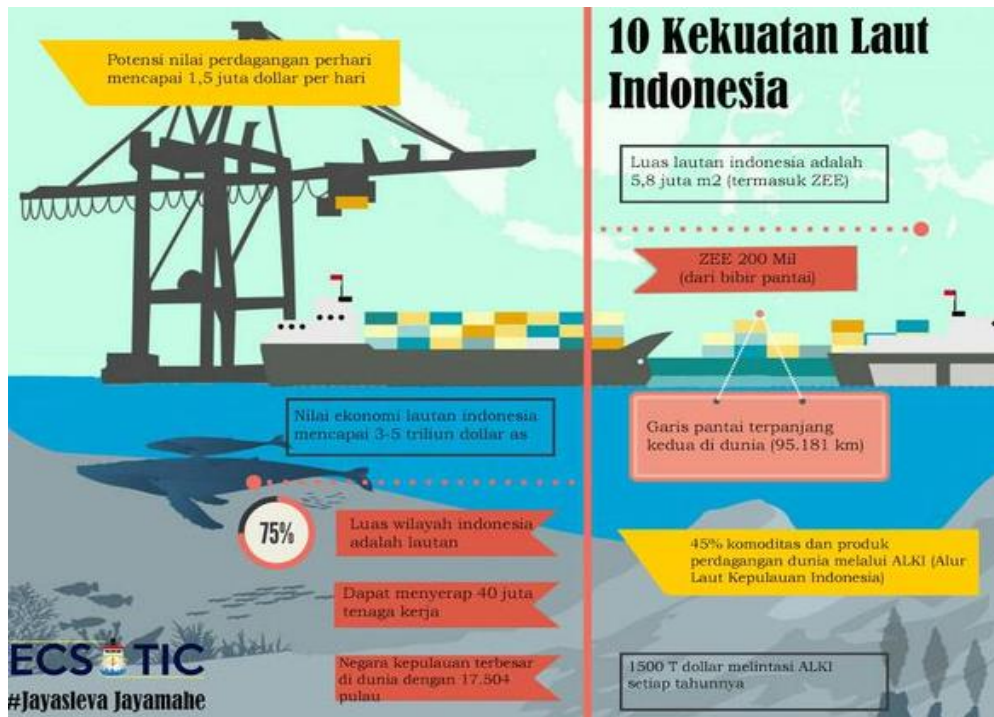 10 Kekuatan Laut
Indonesia
Potensi nilai perdagangan perhari
mencapai 1,5 juta dollar per hari
Luas lautan indonesia adalah
5,8 juta m2 (termasuk ZEE)
ZEE 200 Mil
(dari bibir pantai)
Nilai ekonomi lautan indonesia
mencapai 3-5 triliun dollar as
Garis pantai terpanjang
kedua di dunia (95.181 km)
75%
Luas wilayah indonesia
adalah lautan
45% komoditas dan produk
perdagangan dunia melalui ALKI (Alur
Laut Kepulauan Indonesia)
Dapat menyerap 40 juta
tenaga kerja
Negara kepulauan terbesar
di dunia dengan 17.504
pulau
1500 T dollar melintasi ALKI
setiap tahunnya
ECS TIC
#Jayasleva Jayamahe